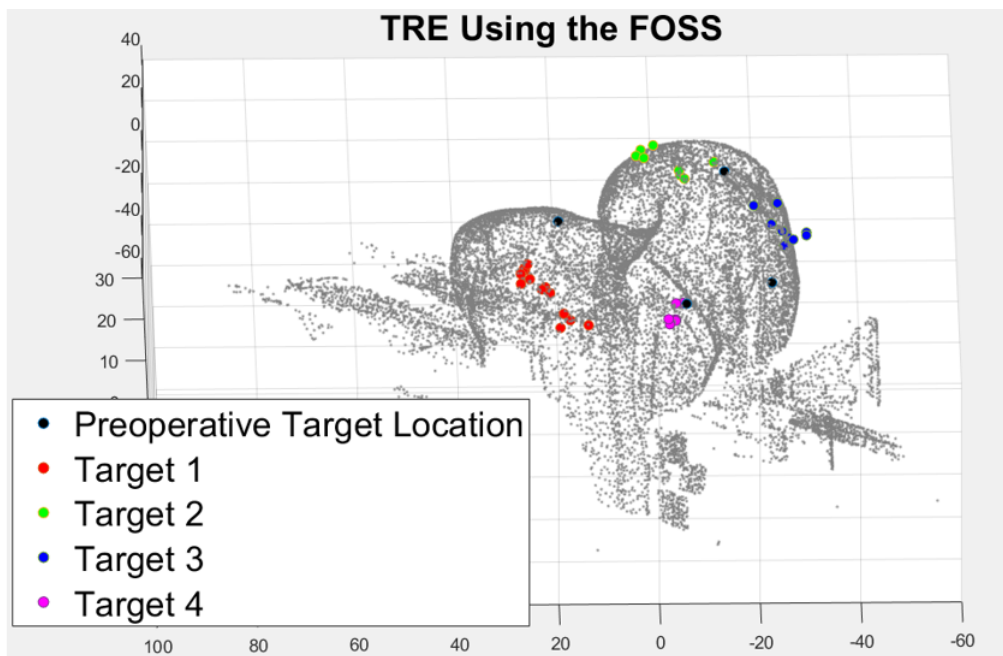 TRE Using the FOSS
40
20
0
-20
-40
-60
30
20
10
Preoperative Target Location
Target 1
Target 2
Target 3
Target 4
100 80 60 40 20 0 -20 -40 -60